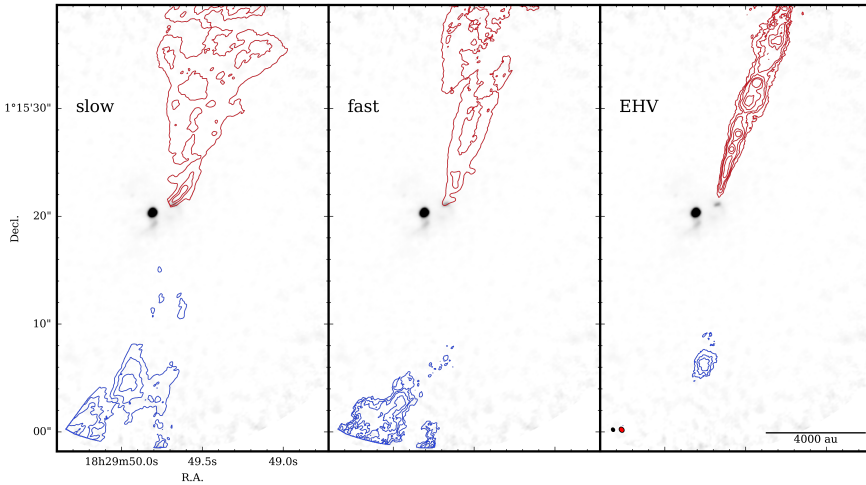 slow
fast
EHV
1°15'30"
20"
10"
00"
Decl.
4000 au
18h29m50.0s
49.5s
49.0s
R.A.